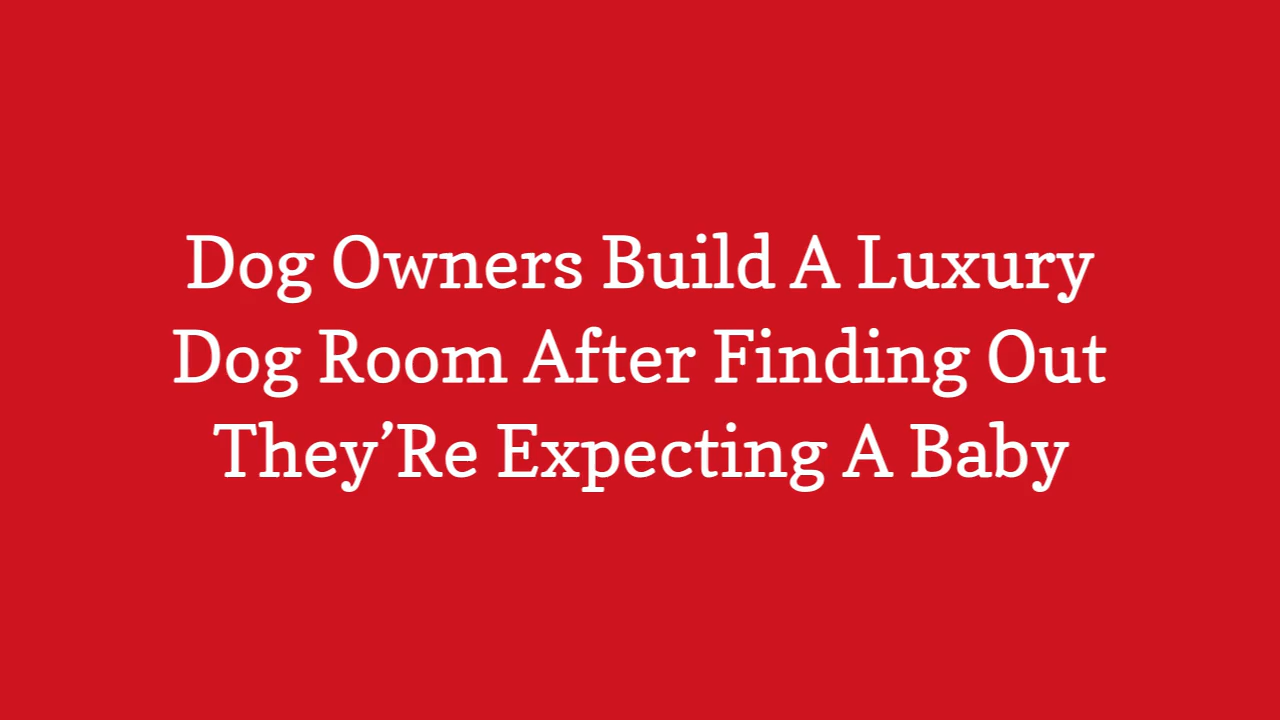 Dog Owners Build A Luxury
Dog Room After Finding Out
They’Re Expecting A Baby